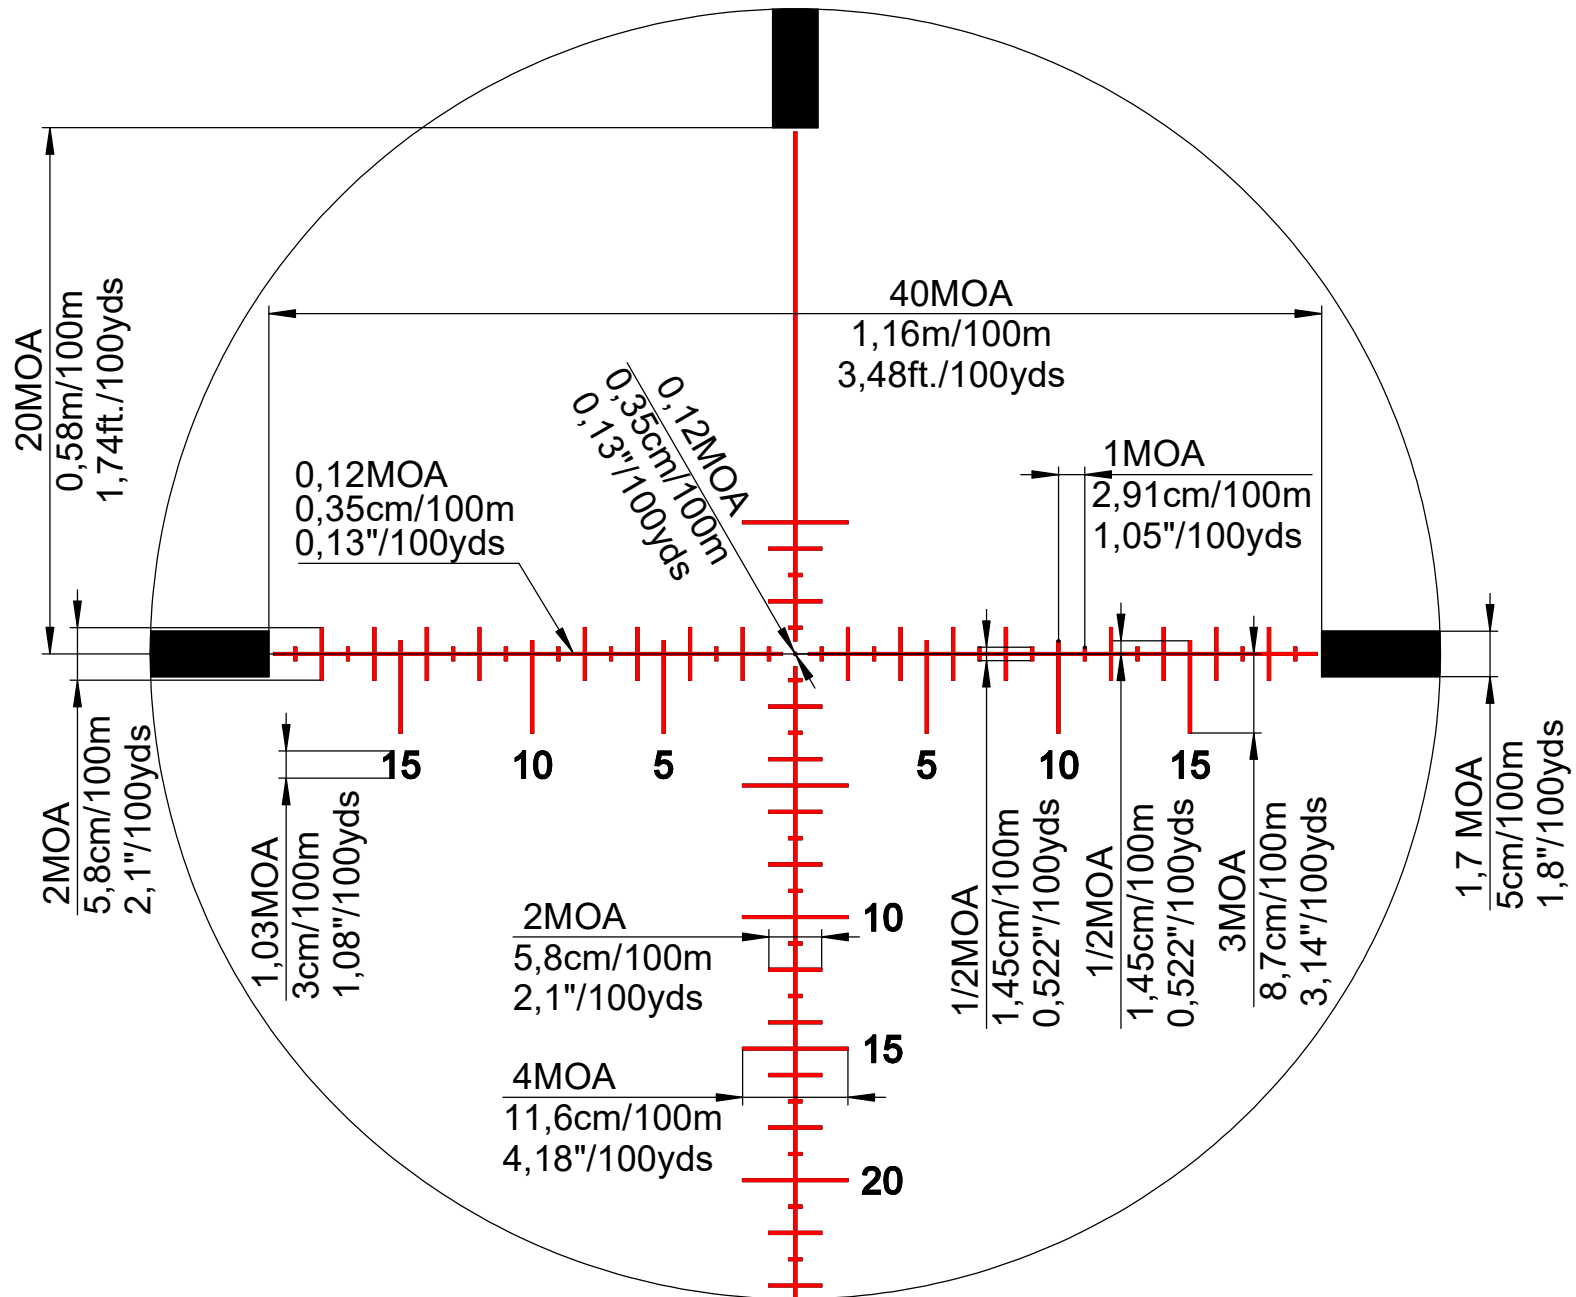 20MOA
0,58m/100m
1,74ft./100yds
40MOA
1,16m/100m
3,48ft./100yds
0,12MOA
0,35cm/100m
0,13"/100yds
0,12MOA
0,35cm/100m
0,13"/100yds
1MOA
2,91cm/100m
1,05"/100yds
15 10 5 5 10 15
2MOA
5,8cm/100m
2,1"/100yds
1,03MOA
3cm/100m
1,08"/100yds
1/2MOA
1,45cm/100m
0,522"/100yds
1/2MOA
1,45cm/100m
0,522"/100yds
3MOA
8,7cm/100m
3,14"/100yds
1,7 MOA
5cm/100m
1,8"/100yds
10
2MOA
5,8cm/100m
2,1"/100yds
15
4MOA
11,6cm/100m
4,18"/100yds
20